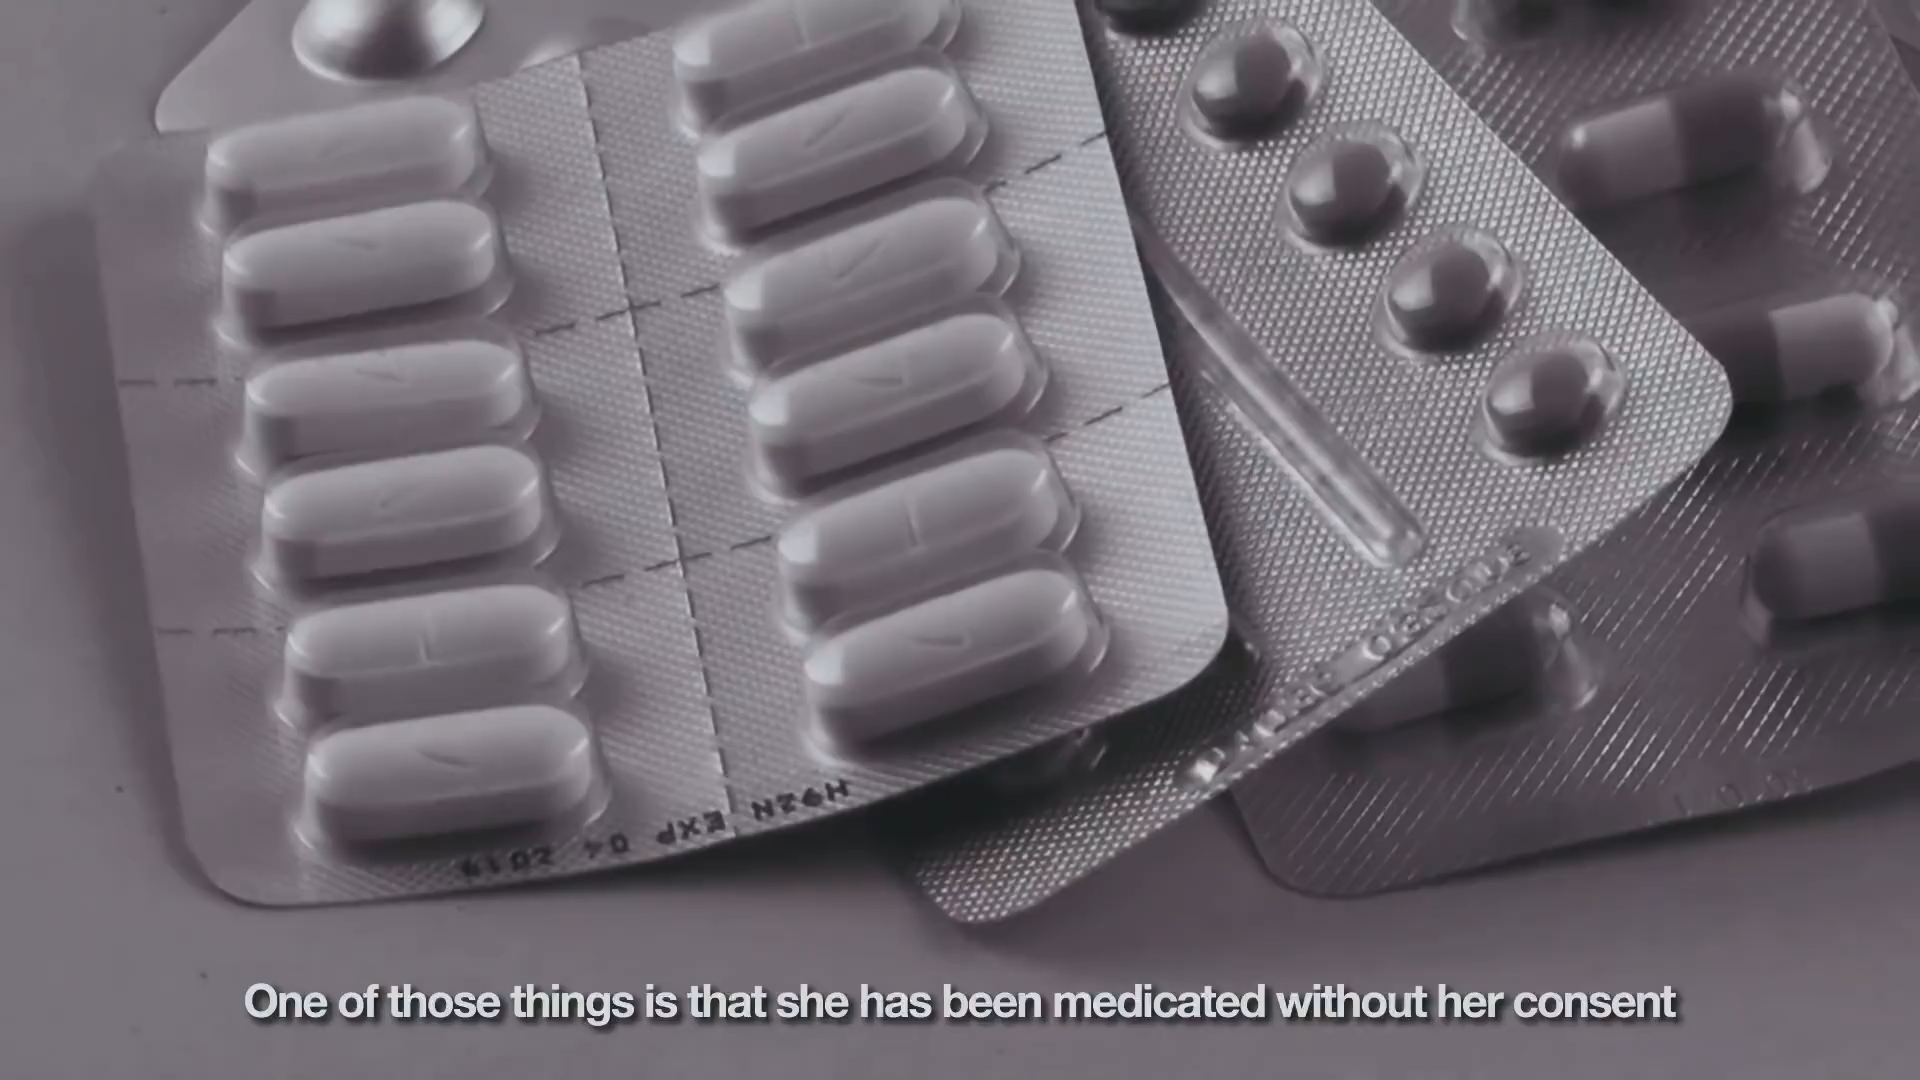 H92N EXP 04 2019
One of those things is that she has been medicated without her consent